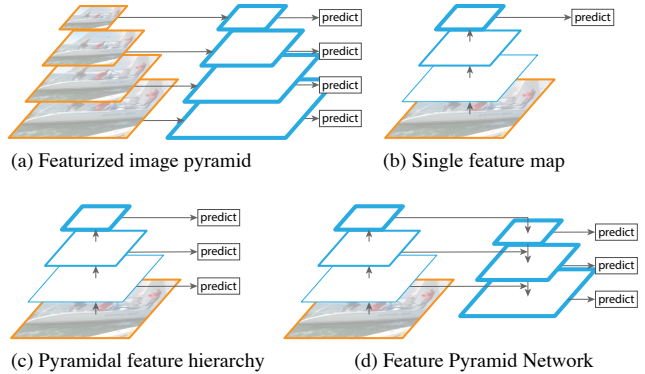 predict
predict
predict
predict
(a) Featurized image pyramid
predict
(b) Single feature map
predict
predict
predict
(c) Pyramidal feature hierarchy
predict
predict
predict
(d) Feature Pyramid Network